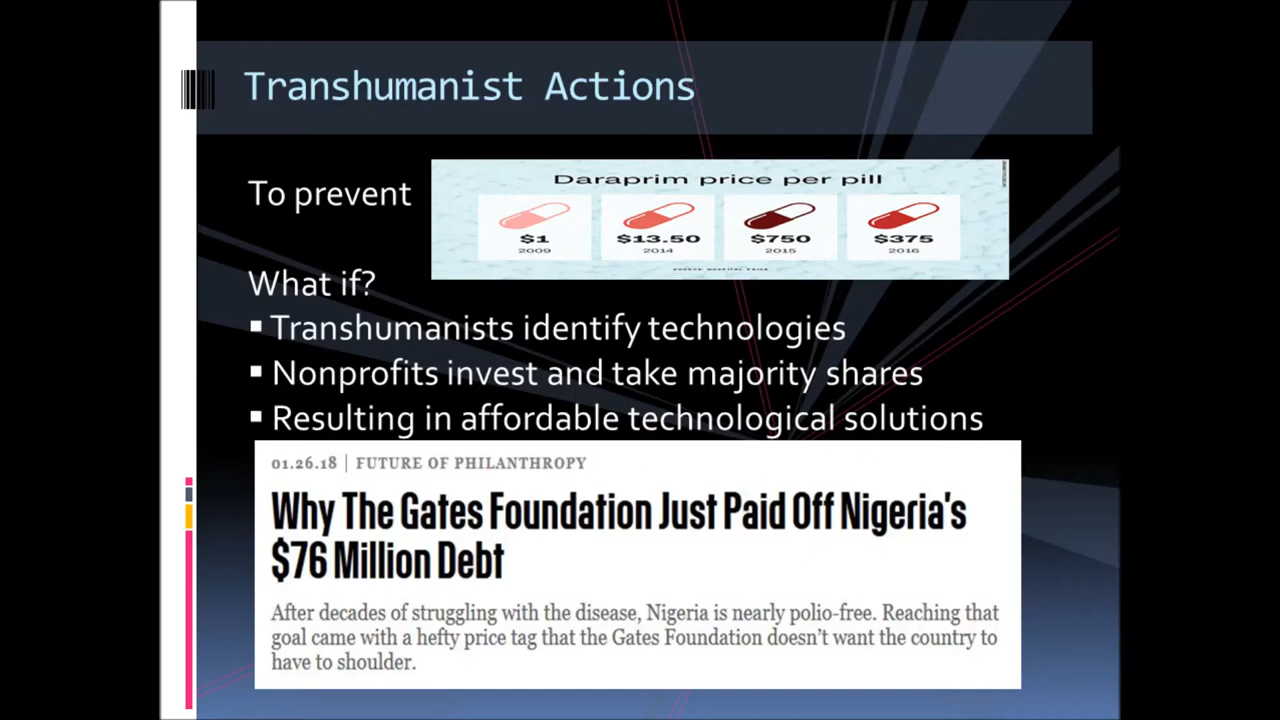 Transhumanist Actions
To prevent
Daraprim price per pill
$1 $13.50 $750 $375
2009 2014 2015 2016
What if?
▪ Transhumanists identify technologies
▪ Nonprofits invest and take majority shares
▪ Resulting in affordable technological solutions
01.26.18 | FUTURE OF PHILANTHROPY
Why The Gates Foundation Just Paid Off Nigeria's
$76 Million Debt
After decades of struggling with the disease, Nigeria is nearly polio-free. Reaching that
goal came with a hefty price tag that the Gates Foundation doesn't want the country to
have to shoulder.